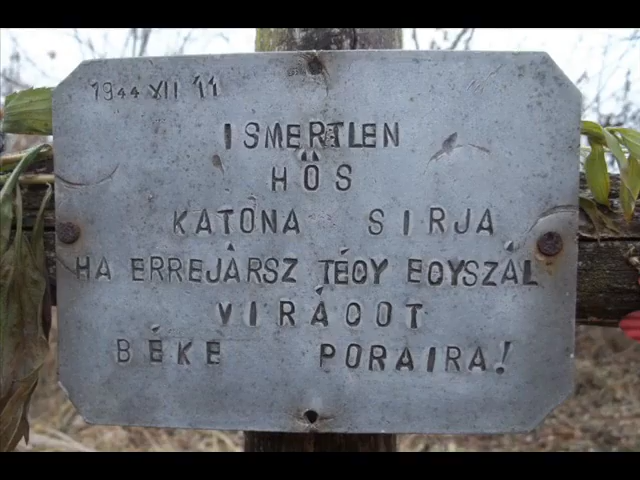 1944 XII 11
ISMERTLEN
HŐS
KATONA SIRJA
HA ERREJÁRSZ TÉGY EGYSZÁL
VIRÁGOT
BÉKE PORAIRA!